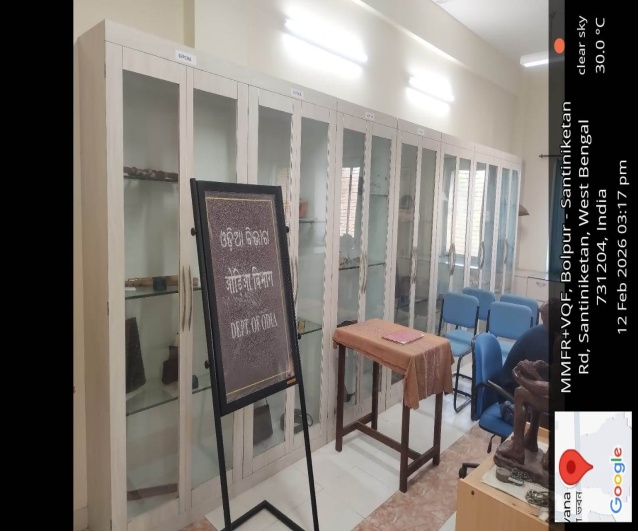 ଓଡ଼ିଆ ବିଭାଗ
ओड़िआ विभाग
DEPT. OF ODIA
clear sky
30.0 °C
MMFR+VQF, Bolpur - Santiniketan
Rd, Santiniketan, West Bengal
731204, India
12 Feb 2026 03:17 pm
Google